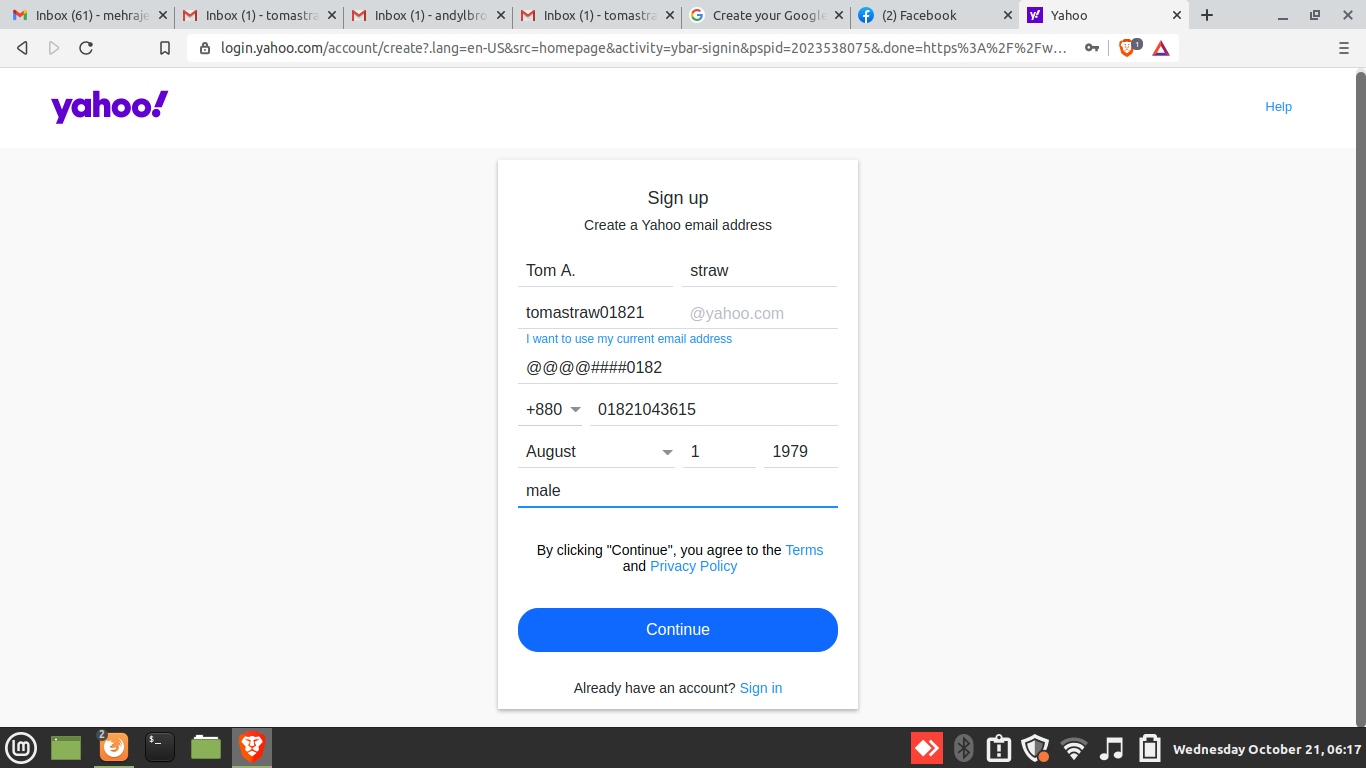 Inbox (61) - mehraje
Inbox (1) - tomastra
Inbox (1) - andylbro
Inbox (1) - tomastra
Create your Google
(2) Facebook
Yahoo
login.yahoo.com/account/create?.lang=en-US&src=homepage&activity=ybar-signin&pspid=2023538075&.done=https%3A%2F%2Fw...
1
yahoo!
Help
Sign up
Create a Yahoo email address
Tom A. straw
tomastraw01821 @yahoo.com
I want to use my current email address
@@@@####0182
+880 01821043615
August 1 1979
male
By clicking "Continue", you agree to the Terms
and Privacy Policy
Continue
Already have an account? Sign in
2
Wednesday October 21, 06:17